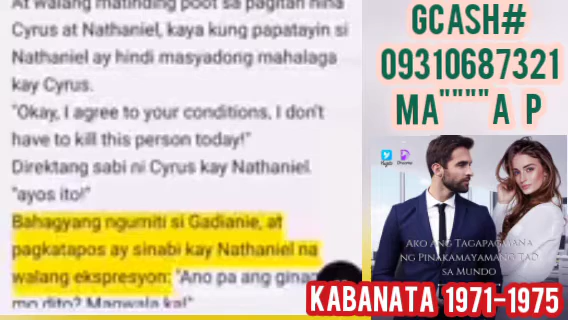 At walang matinding poot sa pagitan nina
Cyrus at Nathaniel, kaya kung papatayin si
Nathaniel ay hindi masyadong mahalaga
kay Cyrus.
"Okay, I agree to your conditions, I don't
have to kill this person today!"
Direktang sabi ni Cyrus kay Nathaniel
"ayos ito!"
Bahagyang ngumiti si Gadianie, at
pagkatapos ay sinabi kay Nathaniel na
walang ekspresyon: "Ano pa ang gina
mo dito? Magwala ka!"
GCASH#
09310687321
MA""""A P
AKO ANG TAGAPAGMANA
NG PINAKAMAYAMANG
SA MUNDO
KABANATA 1971-1975